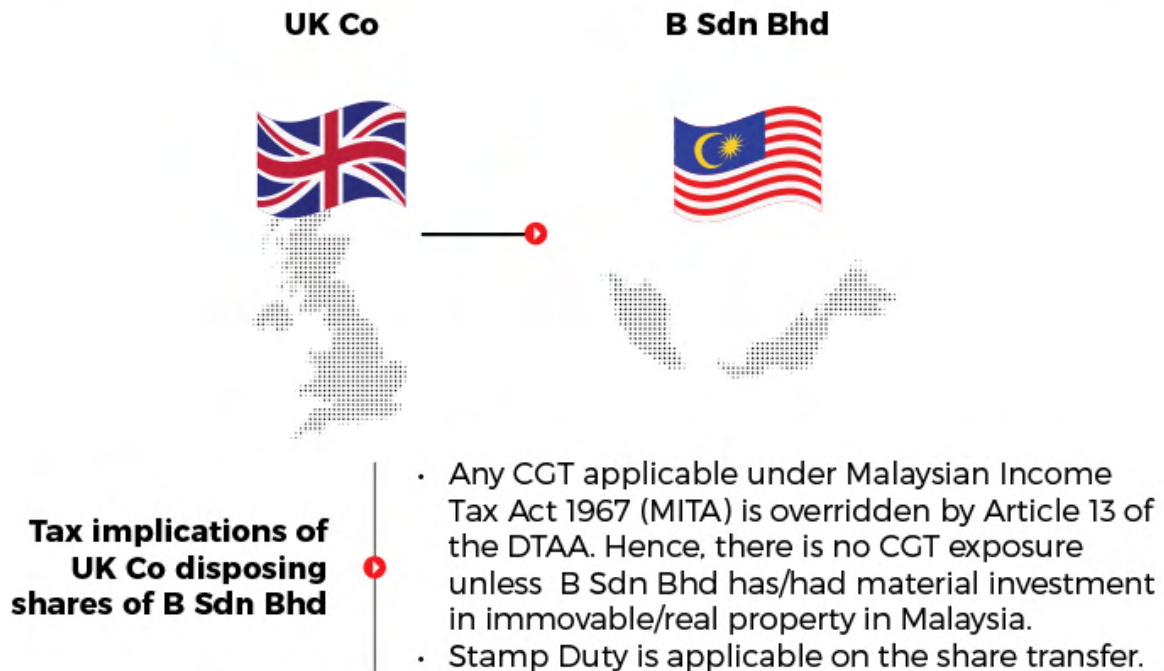 UK Co
B Sdn Bhd
Tax implications of
UK Co disposing
shares of B Sdn Bhd
• Any CGT applicable under Malaysian Income
Tax Act 1967 (MITA) is overridden by Article 13 of
the DTAA. Hence, there is no CGT exposure
unless B Sdn Bhd has/had material investment
in immovable/real property in Malaysia.
• Stamp Duty is applicable on the share transfer.